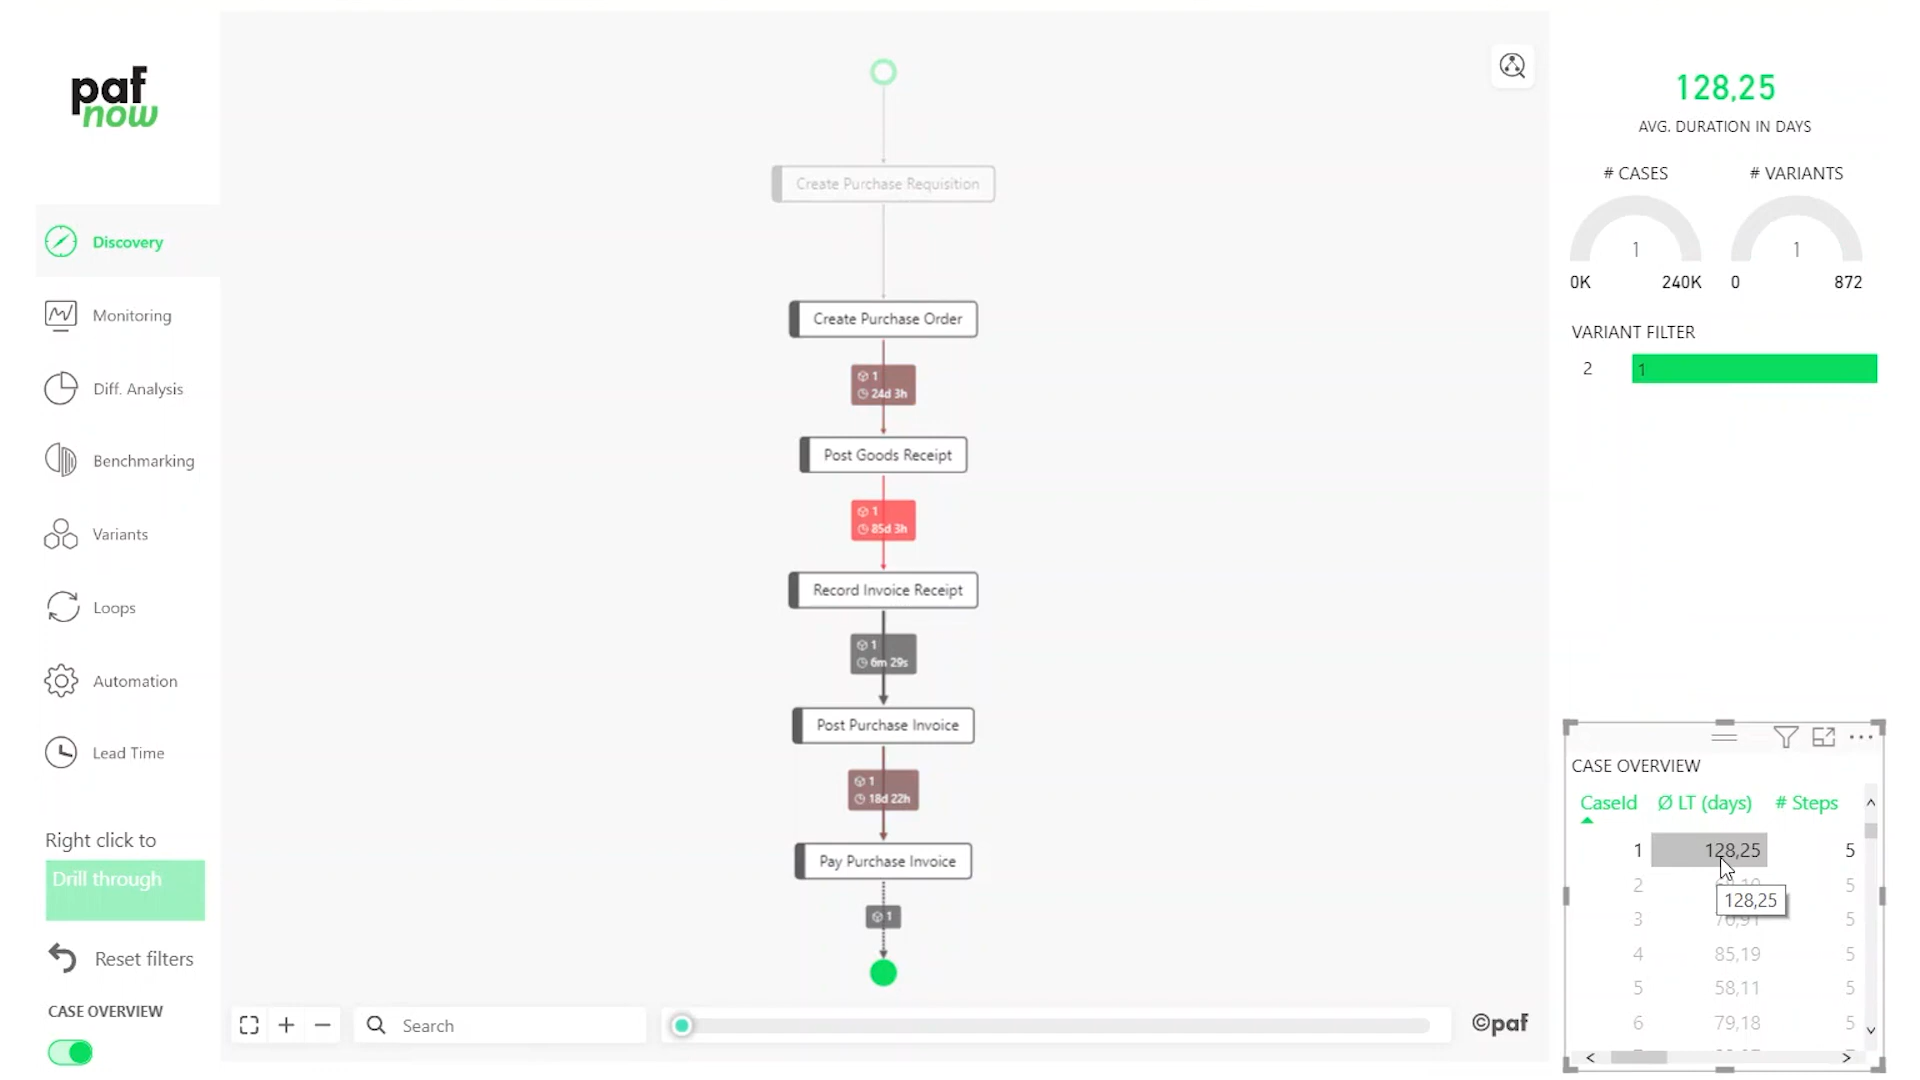 paf
now
Discovery
Monitoring
Diff. Analysis
Benchmarking
Variants
Loops
Automation
Lead Time
Right click to
Drill through
Reset filters
CASE OVERVIEW
Create Purchase Requisition
Create Purchase Order
1
24d 3h
Post Goods Receipt
1
85d 3h
Record Invoice Receipt
1
6m 29s
Post Purchase Invoice
1
18d 22h
Pay Purchase Invoice
1
Search
©paf
128,25
AVG. DURATION IN DAYS
# CASES
1
0K 240K
# VARIANTS
1
0 872
VARIANT FILTER
2 1
CASE OVERVIEW
CaseId Ø LT (days) # Steps
1 128,25 5
2 5
128,25
3 5
4 85,19 5
5 58,11 5
6 79,18 5